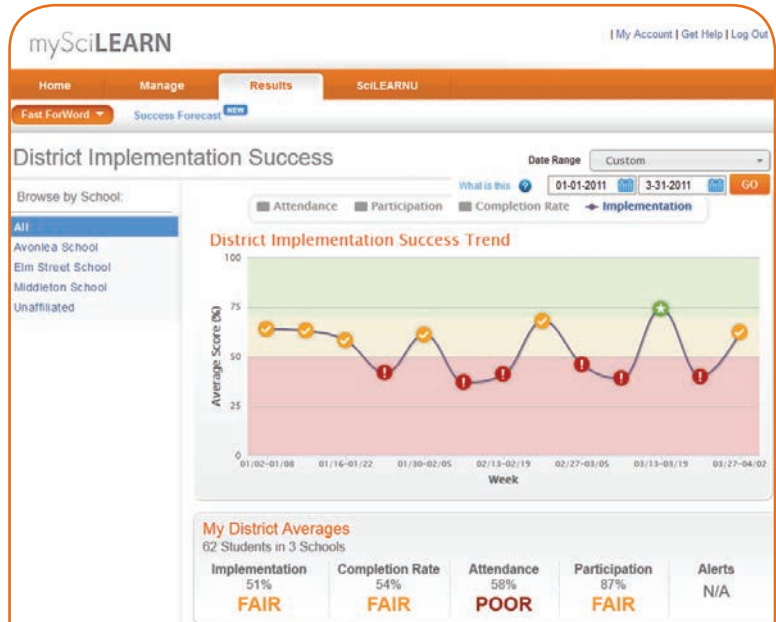 mySciLEARN
| My Account | Get Help | Log Out
Home Manage Results SciLEARNU
Fast ForWord Success Forecast NEW
District Implementation Success
Date Range Custom
What is this ? 01-01-2011 3-31-2011 GO
Browse by School:
All
Avonlea School
Elm Street School
Middleton School
Unaffiliated
Attendance Participation Completion Rate Implementation
District Implementation Success Trend
100
75
50
25
0
Average Score (%)
01/02-01/08 01/16-01/22 01/30-02/05 02/13-02/19 02/27-03/05 03/13-03/19 03/27-04/02
Week
My District Averages
62 Students in 3 Schools
Implementation Completion Rate Attendance Participation Alerts
51% 54% 58% 87% N/A
FAIR FAIR POOR FAIR